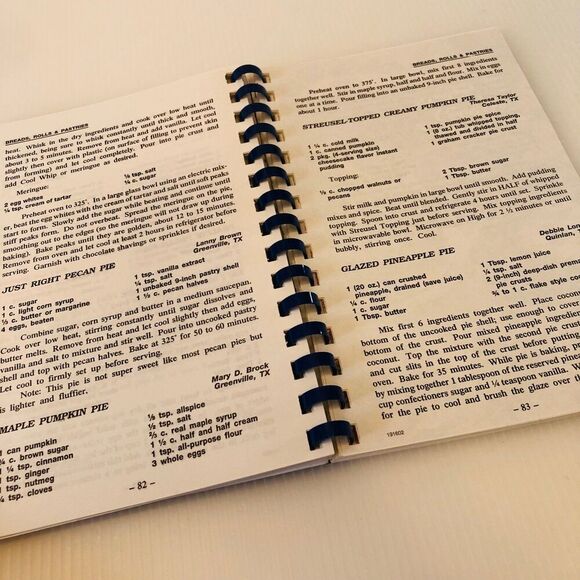 BREADS, ROLLS & PASTRIES
heat. Whisk in the dry ingredients and cook over low heat until
thickened, being sure to whisk constantly until thick and smooth,
about 3 to 5 minutes. Remove from heat and add vanilla. Let cool
slightly then cover with plastic (on surface of filling to prevent skin
and let cool completely). Pour into pie crust and
add Cool Whip or meringue as desired.
Meringue:
2 egg whites
⅛ tsp. cream of tartar
⅛ tsp. salt
Preheat oven to 325˚. In a large glass bowl using an electric mix-
er, beat the egg whites with the cream of tartar and salt until soft peaks
start to form. Slowly add the sugar while beating and continue until
stiff peaks form. Do not overbeat. Spread the meringue on the pie,
smoothing out to the edges (so the meringue will not draw up during
baking). Bake peaks until they are golden, about 12 to 15 minutes.
Remove from oven and let cool at least 2 hours in refrigerator before
serving. Garnish with chocolate shavings or sprinkles if desired.
Lanny Brown
Greenville, TX
JUST RIGHT PECAN PIE
1 c. sugar
1 c. light corn syrup
⅓ c. butter or margarine
eggs, beaten
1 tsp. vanilla extract
¼ tsp. salt
1 unbaked 9-inch pastry shell
1 ½ c. pecan halves
Combine sugar, corn syrup and butter in a medium saucepan.
Cook over low heat, stirring constantly until sugar dissolves and
butter melts. Remove from heat and let cool slightly then add eggs,
vanilla and salt to mixture and stir well. Pour into uncooked pastry
shell and top with pecan halves. Bake at 325˚ for 50 to 60 minutes.
Let cool to firmly set up before serving.
Note: This pie is not super sweet like most pecan pies but
is lighter and fluffier.
Mary D. Brock
Greenville, TX
MAPLE PUMPKIN PIE
1 can pumpkin
c. brown sugar
1 ¼ tsp. cinnamon
tsp. ginger
tsp. nutmeg
¼ tsp. cloves
⅛ tsp. allspice
½ tsp. salt
⅔ c. real maple syrup
1 ½ c. half and half cream
1 tsp. all-purpose flour
3 whole eggs
– 82 –
BREADS, ROLLS & PASTRIES
Preheat oven to 375˚. In large bowl, mix first 8 ingredients
together well. Stir in maple syrup, half and half and flour. Mix in eggs
one at a time. Pour filling into an unbaked 9-inch pie shell. Bake for
about 1 hour.
STREUSEL-TOPPED CREAMY PUMPKIN PIE
Theresa Taylor
Celeste, TX
1 ¼ c. cold milk
1 c. canned pumpkin
2 pkg. (4-serving size)
cheesecake flavor instant
pudding
1 tsp. pumpkin pie spice
1 (8 oz.) tub whipped topping,
thawed and divided in half
1 graham cracker pie crust
Topping:
¼ c. chopped walnuts or
pecans
2 Tbsp. brown sugar
1 Tbsp. butter
Stir milk and pumpkin in large bowl until smooth. Add pudding
mixes and spice. Beat until blended. Gently stir in HALF of whipped
topping. Spoon into crust and refrigerate 4 hours until set. Sprinkle
with Streusel Topping just before serving. Mix topping ingredients
in microwavable bowl. Microwave on High for 2 ½ minutes or until
bubbly, stirring once. Cool.
Debbie
Quinlan,
GLAZED PINEAPPLE PIE
1 (20 oz.) can crushed
pineapple, drained (save juice)
¼ c. flour
1 c. sugar
1 Tbsp. butter
1 Tbsp. lemon juice
¼ tsp. salt
2 (9-inch) deep-dish premade
crusts
¾ to 1 c. flake style
Mix first 6 ingredients together well. Place coconut
bottom of the uncooked pie shell, use enough to cover
bottom of the crust. Pour mixed pineapple ingredients
coconut. Top the mixture with the second pie crust
and cut slits in the top of the crust before putting
oven. Bake for 35 minutes. While pie is baking,
by mixing together 1 tablespoon of the reserved pineapple
cup confectioners sugar and ¼ teaspoon vanilla.
for the pie to cool and brush the glaze over
191602
– 83 –